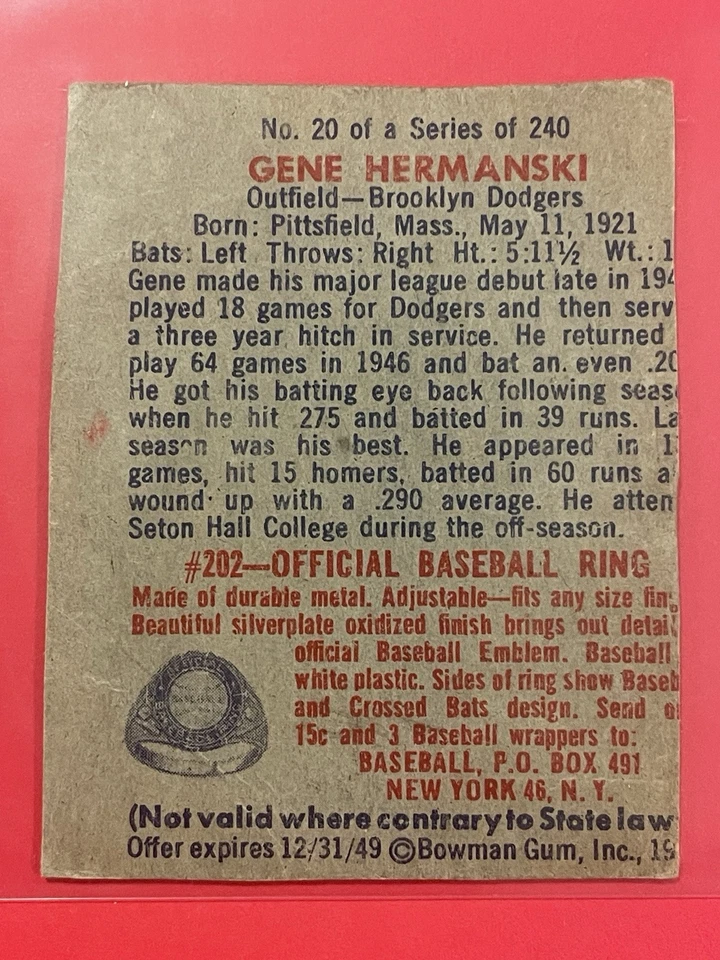 No. 20 of a Series of 240
GENE HERMANSKI
Outfield—Brooklyn Dodgers
Born: Pittsfield, Mass., May 11, 1921
Bats: Left Throws: Right Ht.: 5:11½ Wt.: 1
Gene made his major league debut late in 194
played 18 games for Dodgers and then serv
a three year hitch in service. He returned
play 64 games in 1946 and bat an. even .20
He got his batting eye back following seas
when he hit 275 and batted in 39 runs. La
season was his best. He appeared in 1
games, hit 15 homers, batted in 60 runs a
wound up with a .290 average. He atten
Seton Hall College during the off-season.
#202—OFFICIAL BASEBALL RING
Made of durable metal. Adjustable—fits any size fing
Beautiful silverplate oxidized finish brings out detail
official Baseball Emblem. Baseball
white plastic. Sides of ring show Baseb
and Crossed Bats design. Send o
15c and 3 Baseball wrappers to:
BASEBALL, P.O. BOX 491
NEW YORK 46, N. Y.
(Not valid where contrary to State law
Offer expires 12/31/49 ©Bowman Gum, Inc., 19